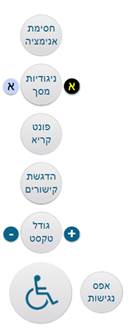 חסימת
אנימציה
ניגודיות
מסך
א
א
פונט
קריא
הדגשת
קישורים
גודל
טקסט
-
+
אפס
נגישות